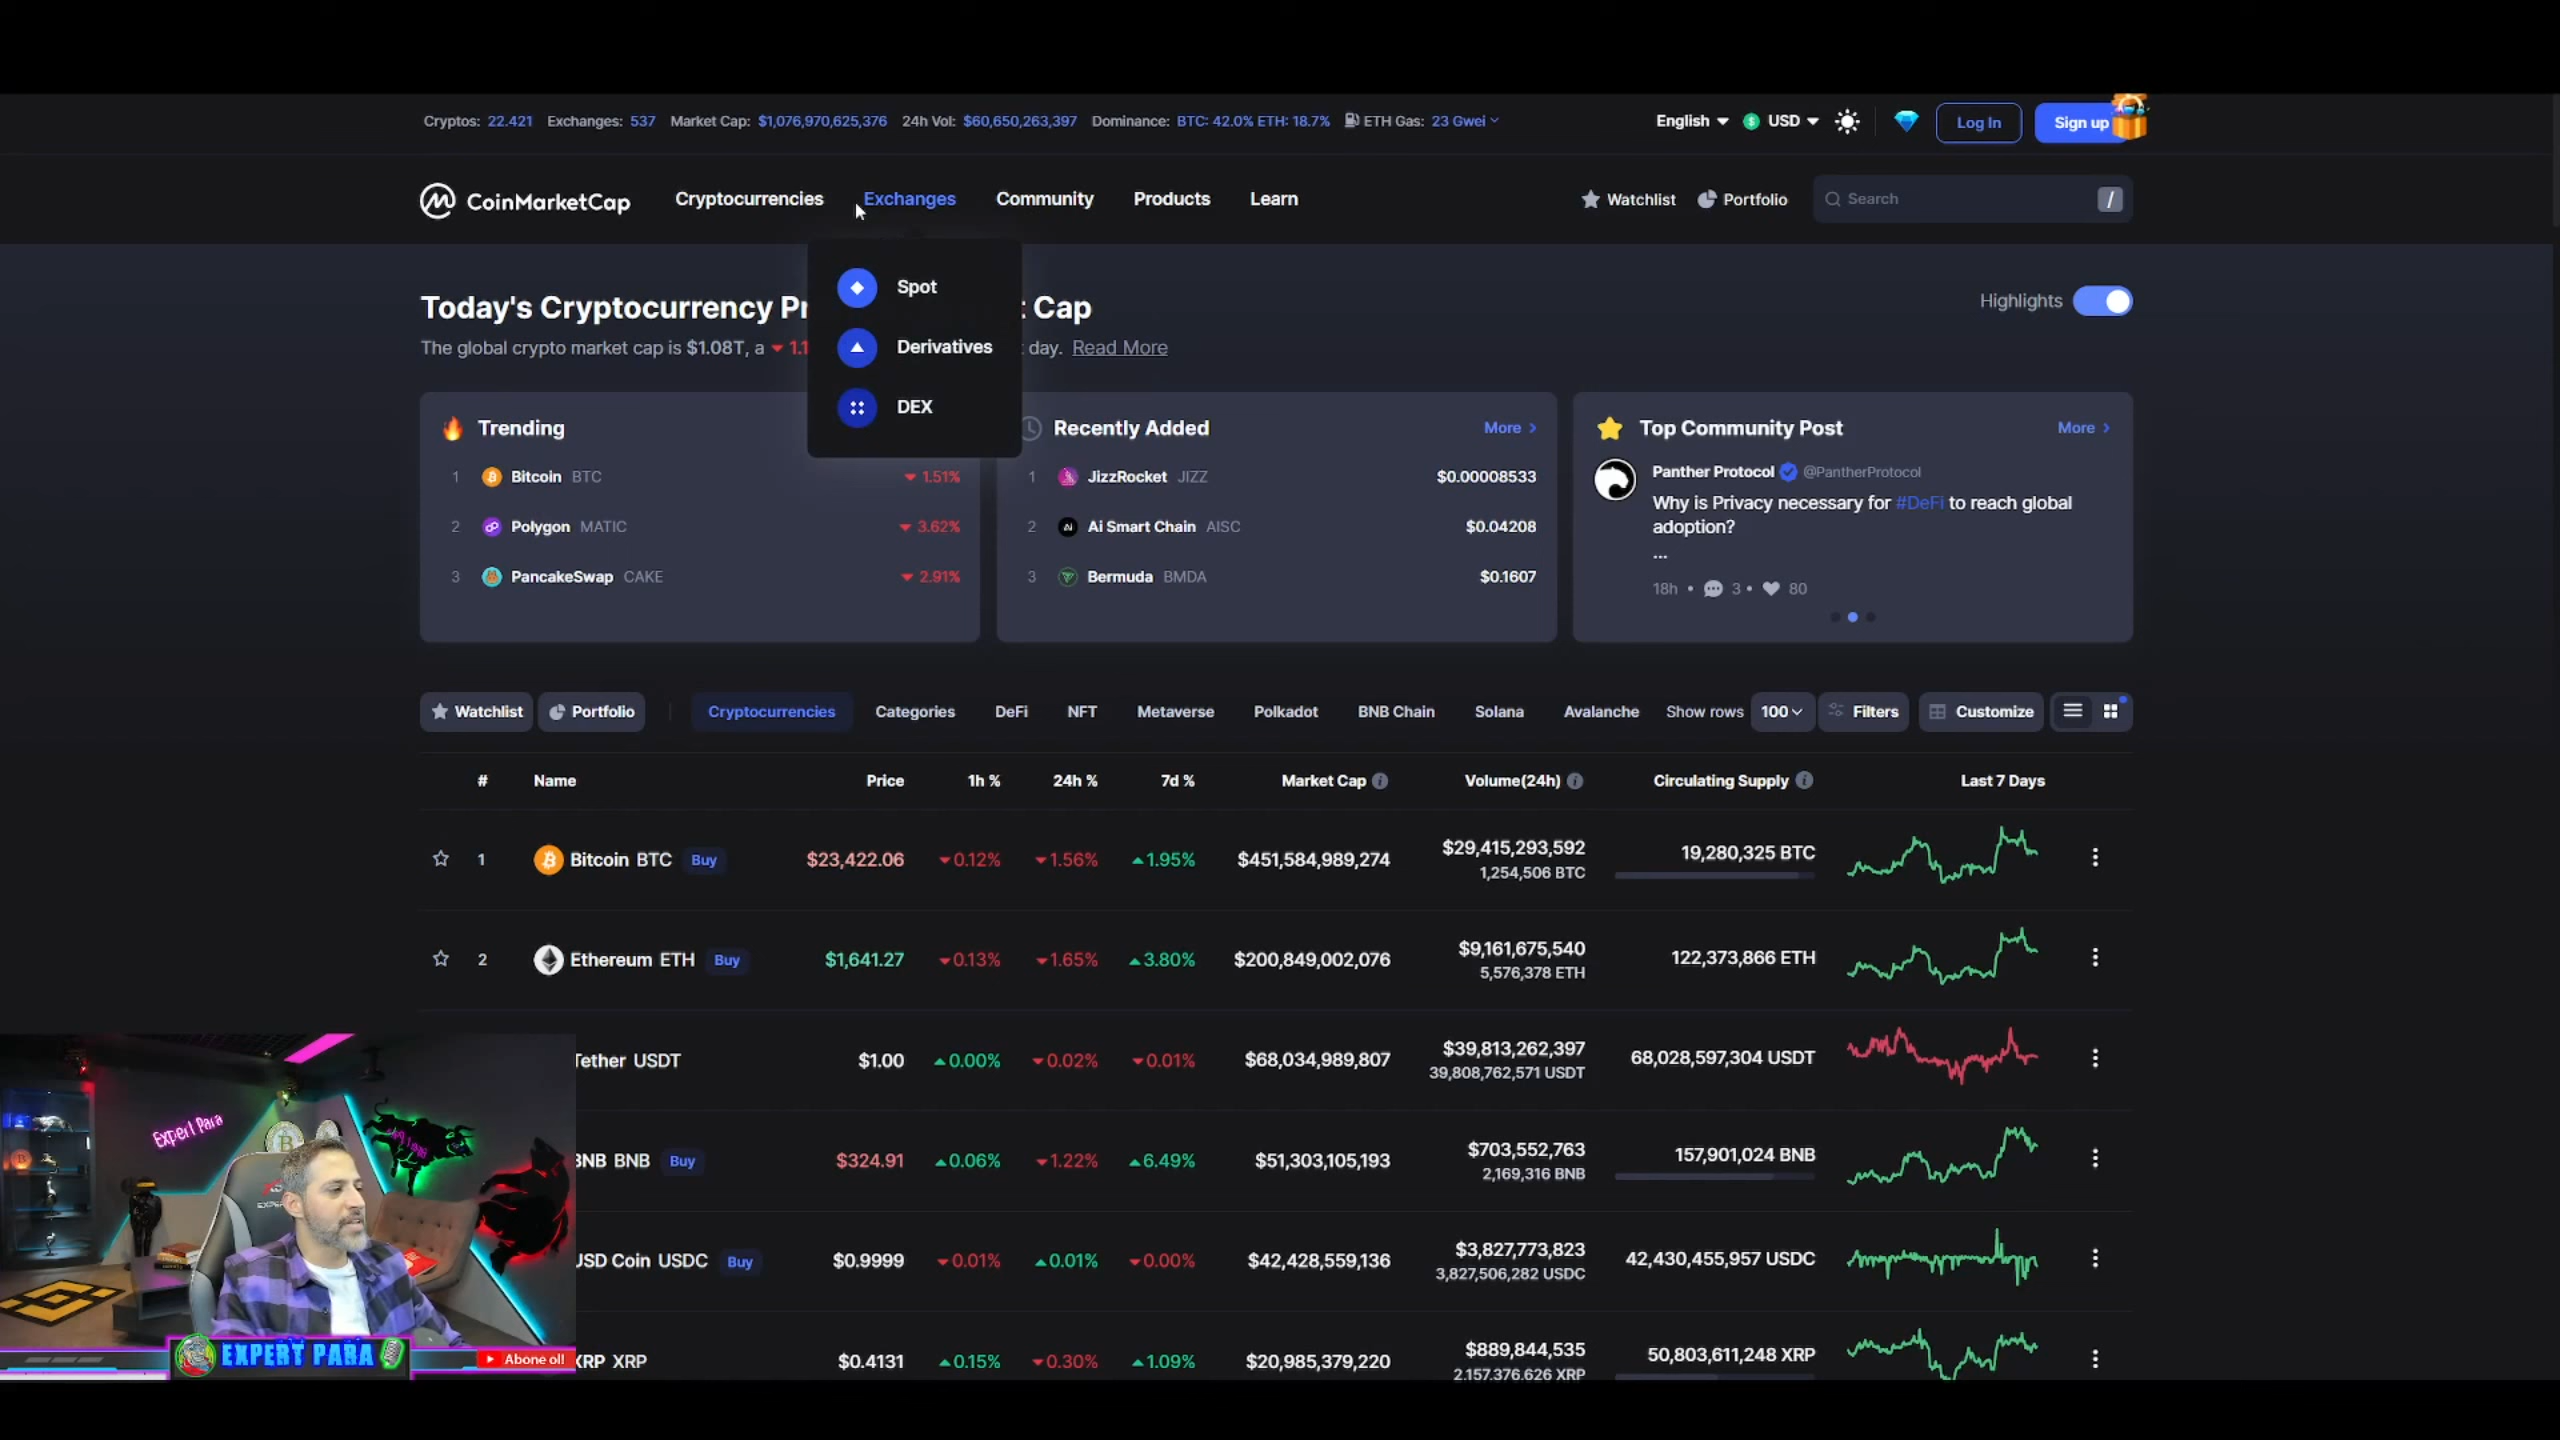 Cryptos: 22.421 Exchanges: 537 Market Cap: $1,076,970,625,376 24h Vol: $60,650,263,397 Dominance: BTC: 42.0% ETH: 18.7% ETH Gas: 23 Gwei
English USD Log In Sign up
CoinMarketCap Cryptocurrencies Exchanges Community Products Learn
Watchlist Portfolio Search /
Spot
Derivatives
DEX
Today's Cryptocurrency Pr t Cap
Highlights
The global crypto market cap is $1.08T, a 1.1 day. Read More
Trending
1 Bitcoin BTC 1.51%
2 Polygon MATIC 3.62%
3 PancakeSwap CAKE 2.91%
Recently Added More
1 JizzRocket JIZZ $0.00008533
2 Ai Smart Chain AISC $0.04208
3 Bermuda BMDA $0.1607
Top Community Post More
Panther Protocol @PantherProtocol
Why is Privacy necessary for #DeFi to reach global
adoption?
...
18h • 3 • 80
Watchlist Portfolio Cryptocurrencies Categories DeFi NFT Metaverse Polkadot BNB Chain Solana Avalanche Show rows 100 Filters Customize
# Name Price 1h % 24h % 7d % Market Cap Volume(24h) Circulating Supply Last 7 Days
1 Bitcoin BTC Buy $23,422.06 0.12% 1.56% 1.95% $451,584,989,274 $29,415,293,592 19,280,325 BTC
1,254,506 BTC
2 Ethereum ETH Buy $1,641.27 0.13% 1.65% 3.80% $200,849,002,076 $9,161,675,540 122,373,866 ETH
5,576,378 ETH
Tether USDT $1.00 0.00% 0.02% 0.01% $68,034,989,807 $39,813,262,397 68,028,597,304 USDT
39,808,762,571 USDT
BNB BNB Buy $324.91 0.06% 1.22% 6.49% $51,303,105,193 $703,552,763 157,901,024 BNB
2,169,316 BNB
USD Coin USDC Buy $0.9999 0.01% 0.01% 0.00% $42,428,559,136 $3,827,773,823 42,430,455,957 USDC
3,827,506,282 USDC
XRP XRP $0.4131 0.15% 0.30% 1.09% $20,985,379,220 $889,844,535 50,803,611,248 XRP
2,157,376,626 XRP
Expert Para
EXPERT PARA
Abone ol!